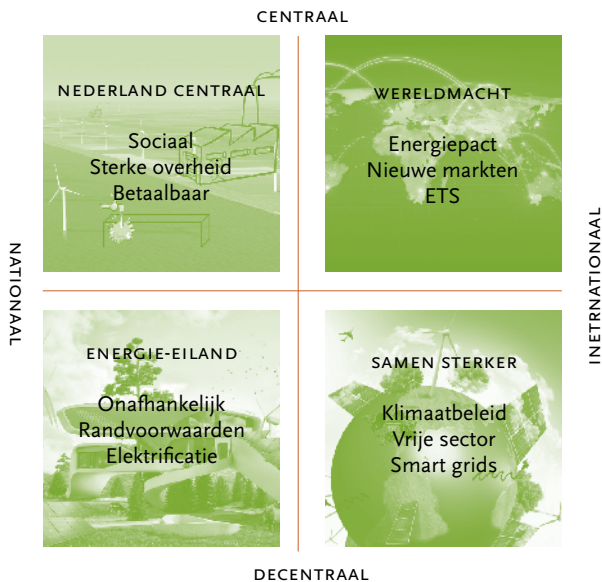 CENTRAAL
NEDERLAND CENTRAAL
Sociaal
Sterke overheid
Betaalbaar
WERELDMACHT
Energiepact
Nieuwe markten
ETS
NATIONAAL
INETRNATIONAAL
ENERGIE-EILAND
Onafhankelijk
Randvoorwaarden
Elektrificatie
SAMEN STERKER
Klimaatbeleid
Vrije sector
Smart grids
DECENTRAAL